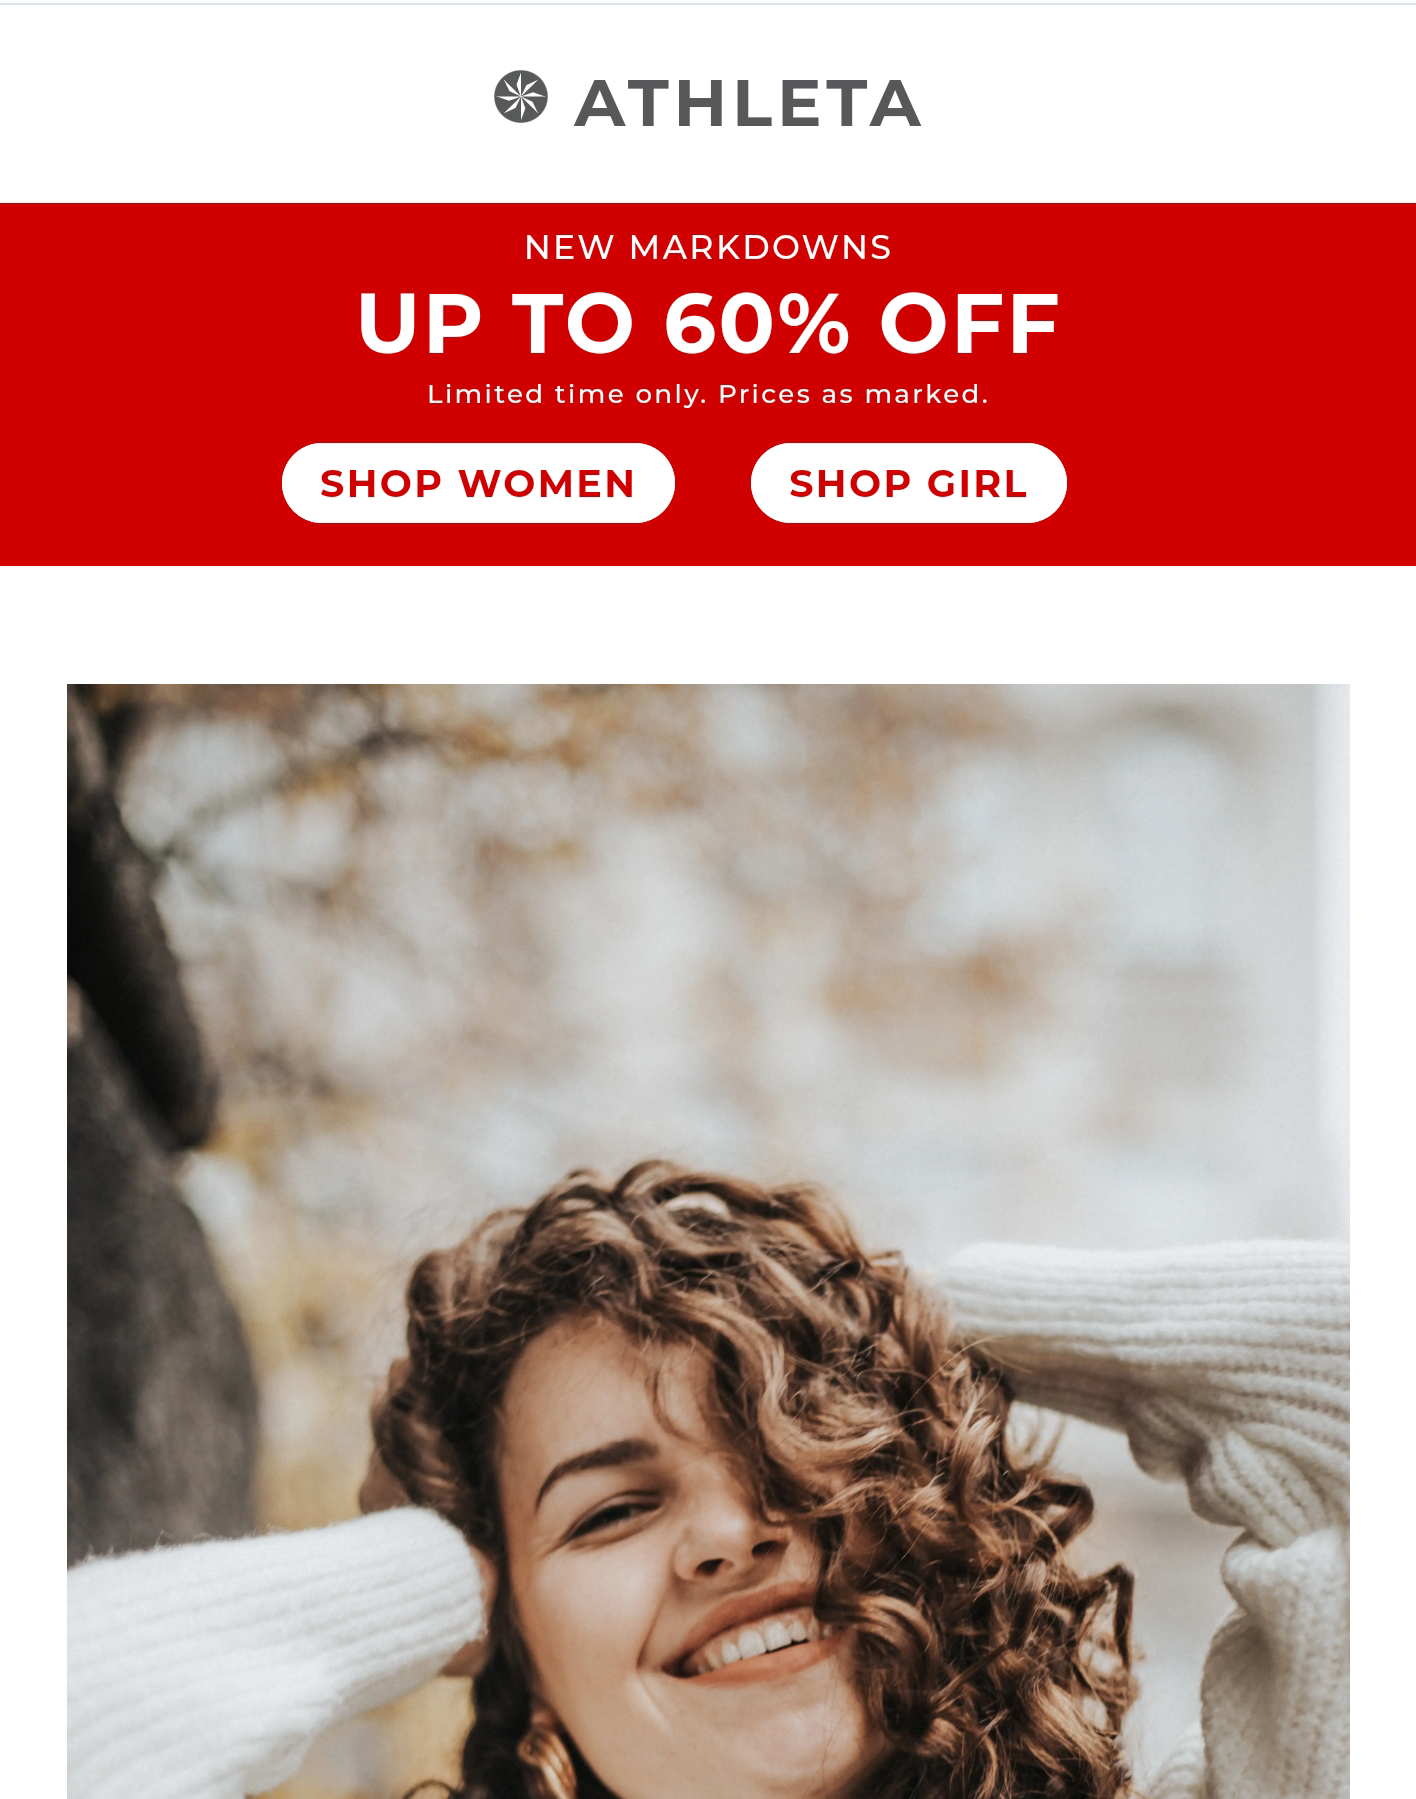 ATHLETA
NEW MARKDOWNS
UP TO 60% OFF
Limited time only. Prices as marked.
SHOP WOMEN
SHOP GIRL